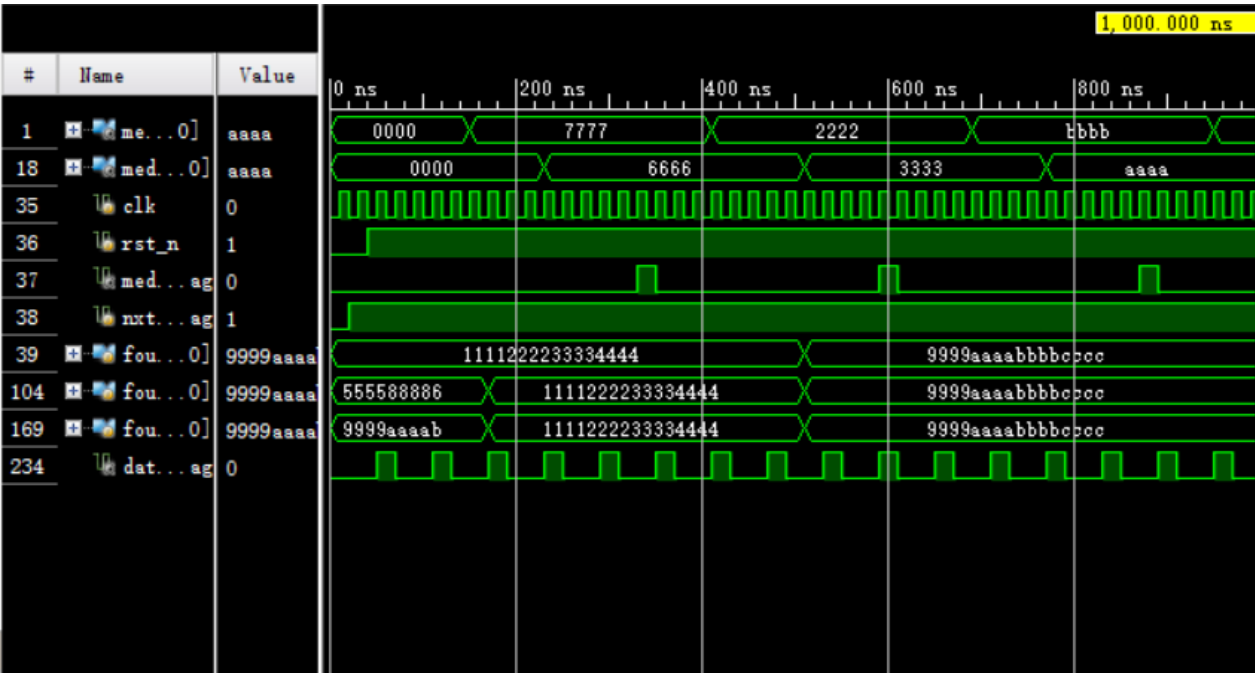 1,000.000 ns
# Name Value
0 ns 200 ns 400 ns 600 ns 800 ns
1 me...0] aaaa 0000 7777 2222 bbbb
18 med...0] aaaa 0000 6666 3333 aaaa
35 clk 0
36 rst_n 1
37 med...ag 0
38 nxt...ag 1
39 fou...0] 9999aaaa 1111222233334444 9999aaaabbbbcccc
104 fou...0] 9999aaaa 555588886 1111222233334444 9999aaaabbbbcccc
169 fou...0] 9999aaaa 9999aaaab 1111222233334444 9999aaaabbbbcccc
234 dat...ag 0